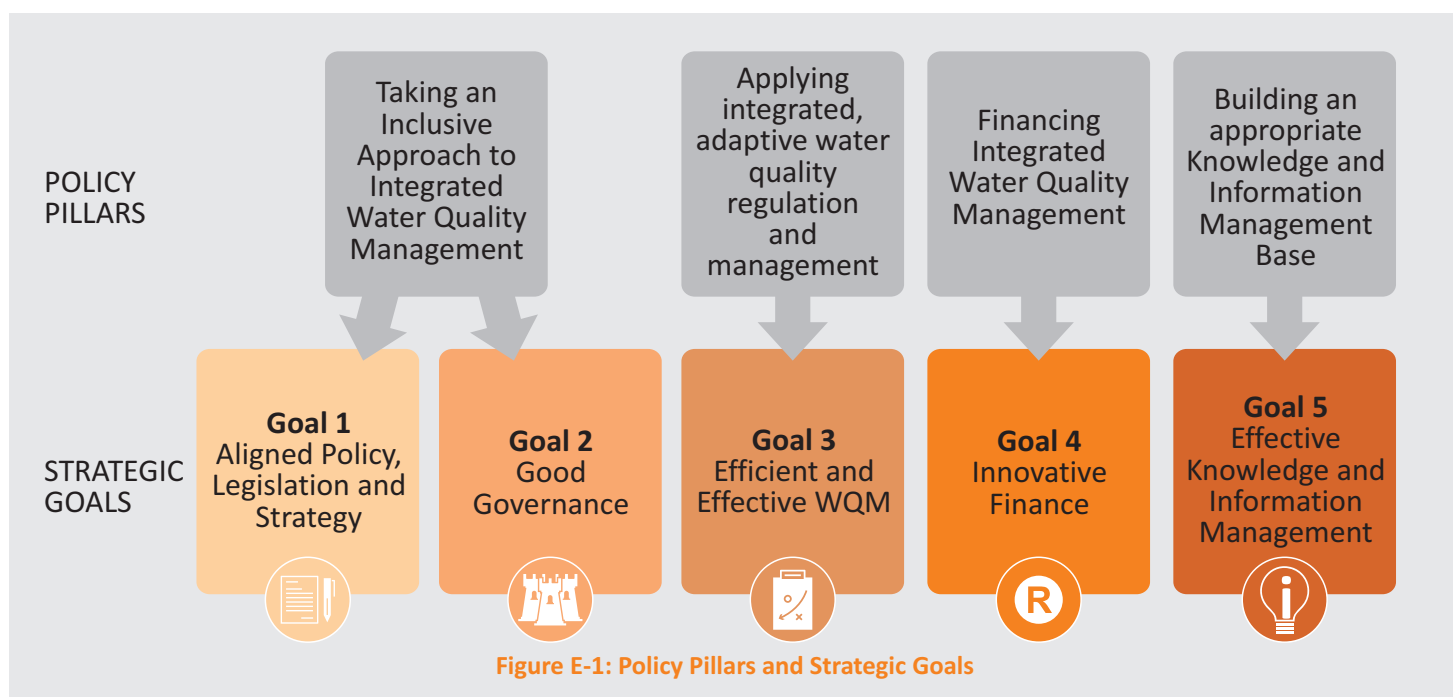 POLICY
PILLARS
Taking an
Inclusive
Approach to
Integrated
Water Quality
Management
Applying
integrated,
adaptive water
quality
regulation
and
management
Financing
Integrated
Water Quality
Management
Building an
appropriate
Knowledge and
Information
Management
Base
STRATEGIC
GOALS
Goal 1
Aligned Policy,
Legislation and
Strategy
Goal 2
Good
Governance
Goal 3
Efficient and
Effective WQM
Goal 4
Innovative
Finance
R
Goal 5
Effective
Knowledge and
Information
Management
i
Figure E-1: Policy Pillars and Strategic Goals